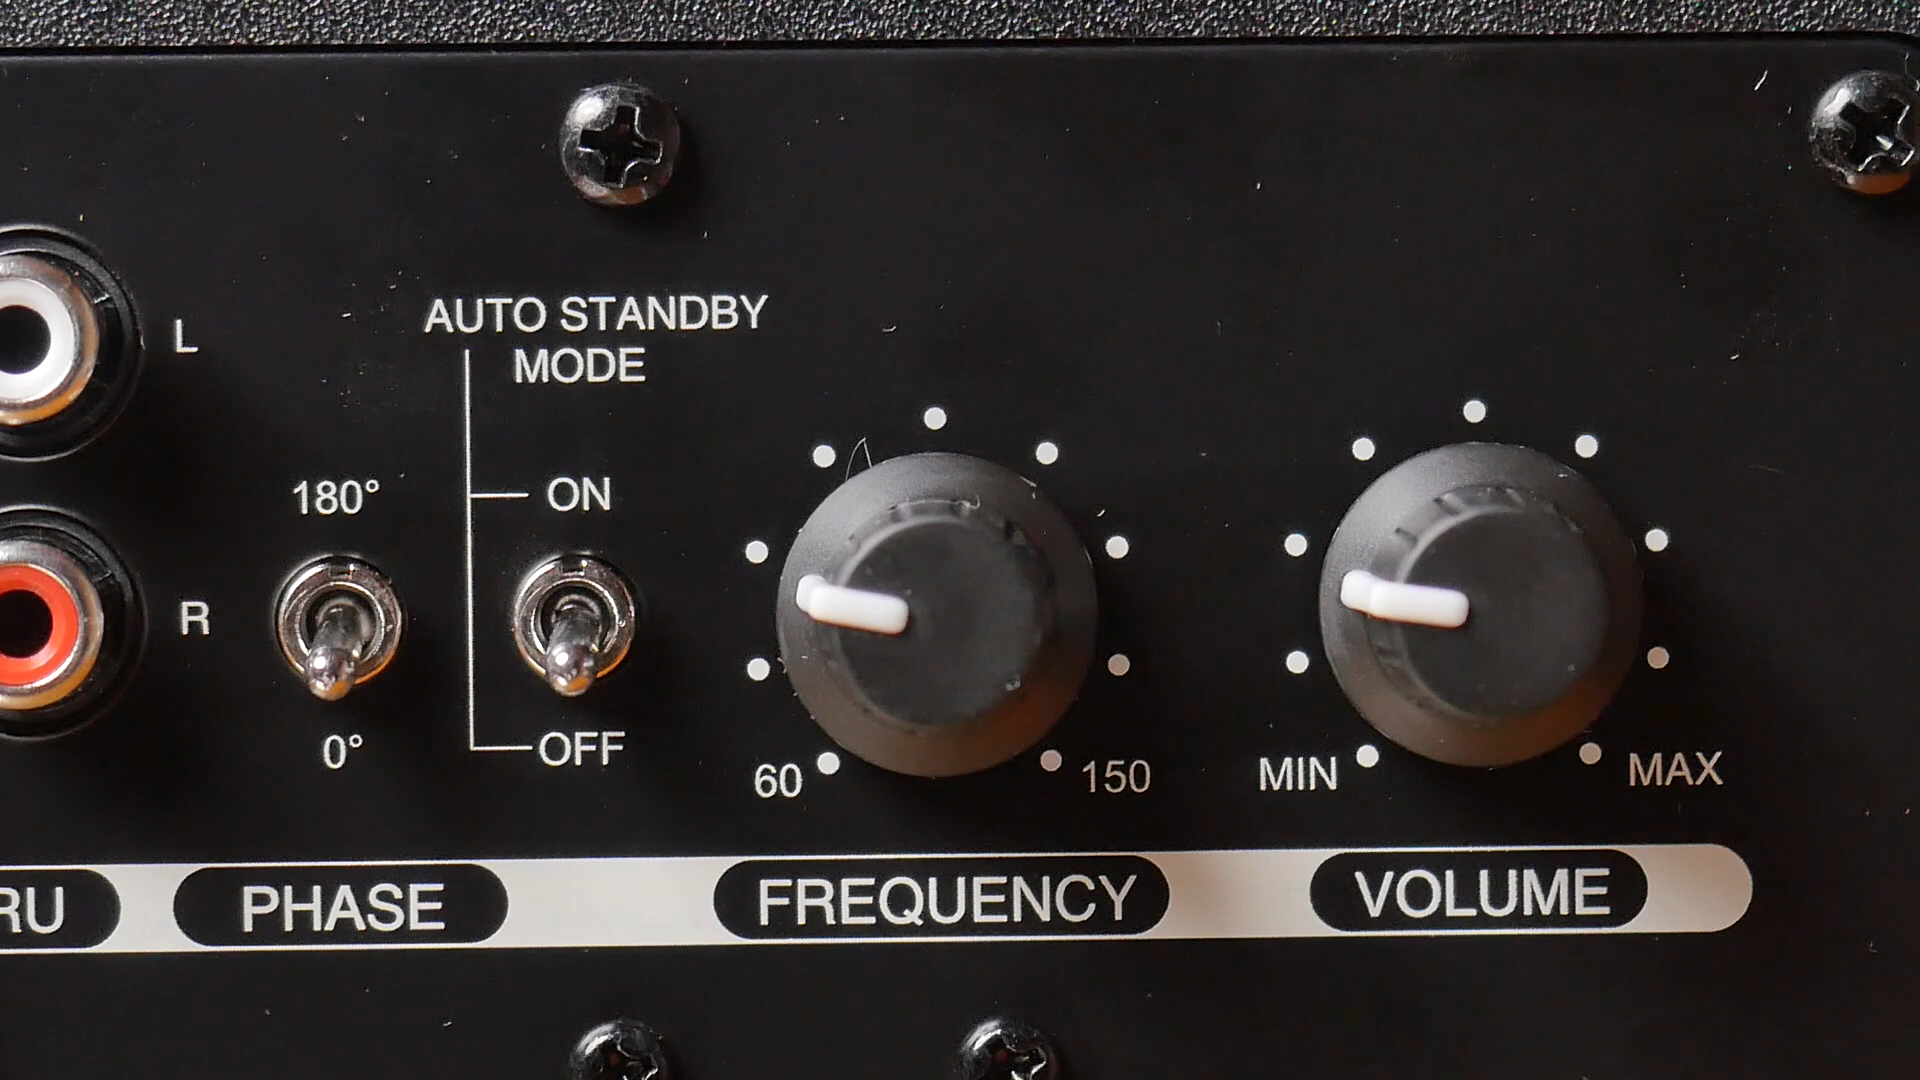 AUTO STANDBY
MODE
L
180°
ON
R
0°
OFF
60
150
MIN
MAX
RU
PHASE
FREQUENCY
VOLUME